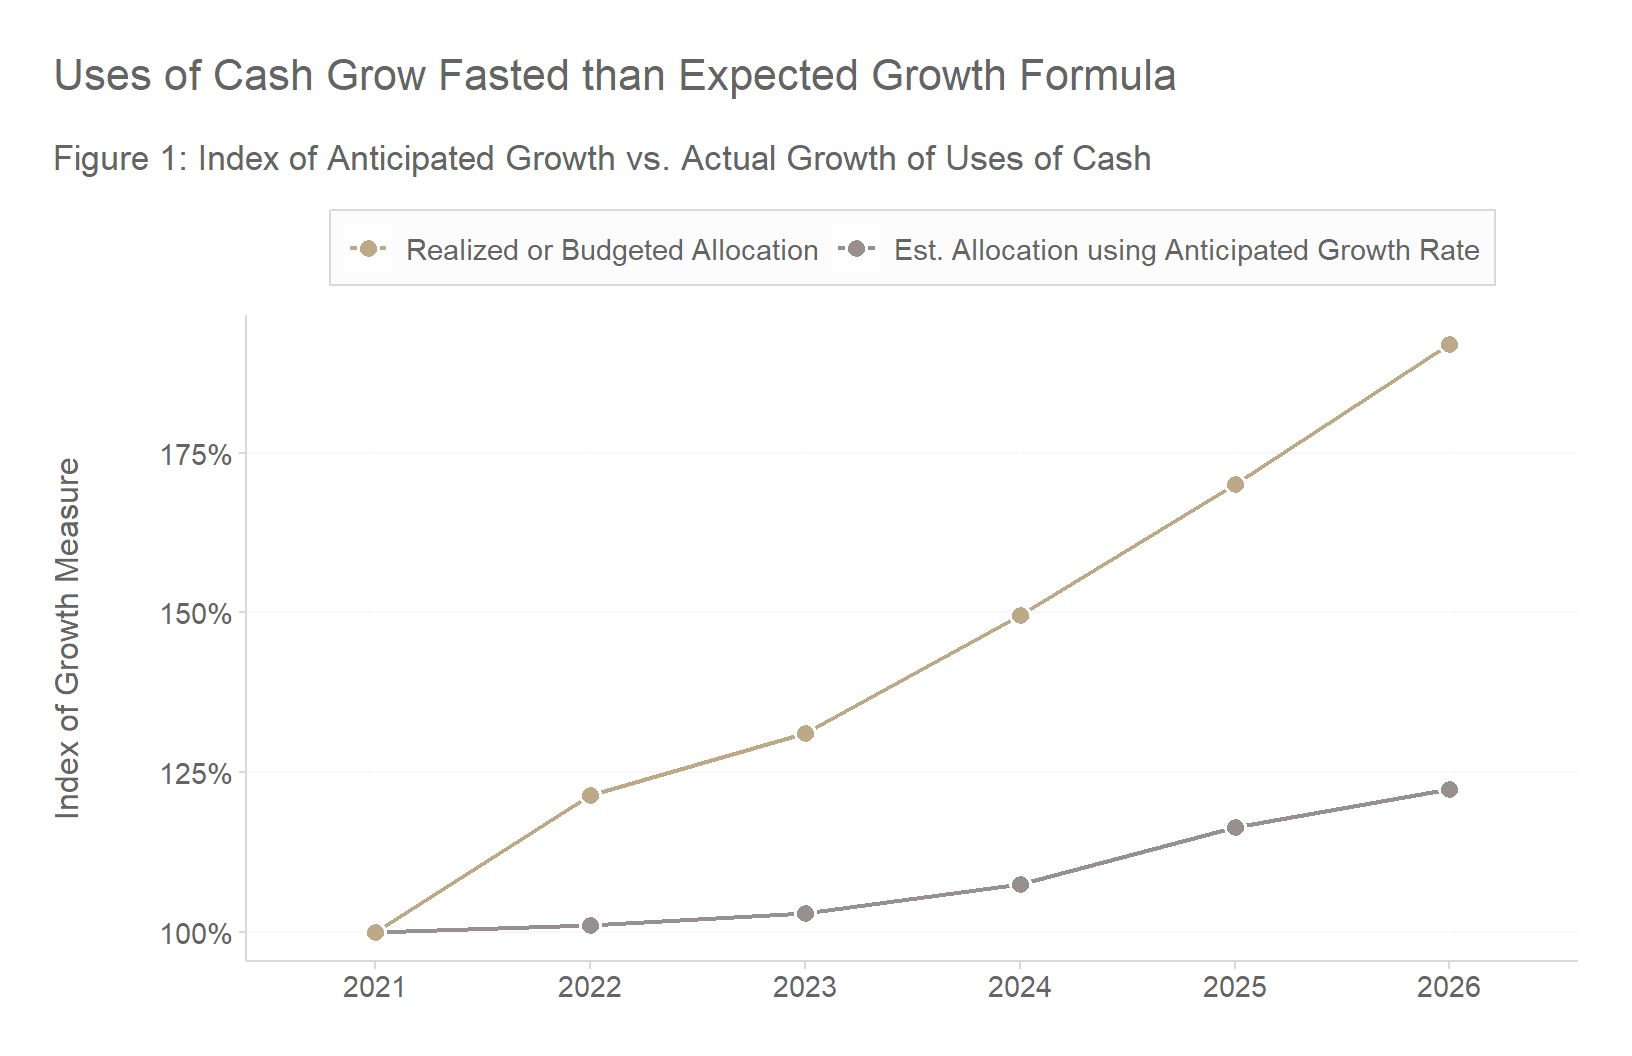 Uses of Cash Grow Fasted than Expected Growth Formula
Figure 1: Index of Anticipated Growth vs. Actual Growth of Uses of Cash
Realized or Budgeted Allocation
Est. Allocation using Anticipated Growth Rate
Index of Growth Measure
175%
150%
125%
100%
2021
2022
2023
2024
2025
2026